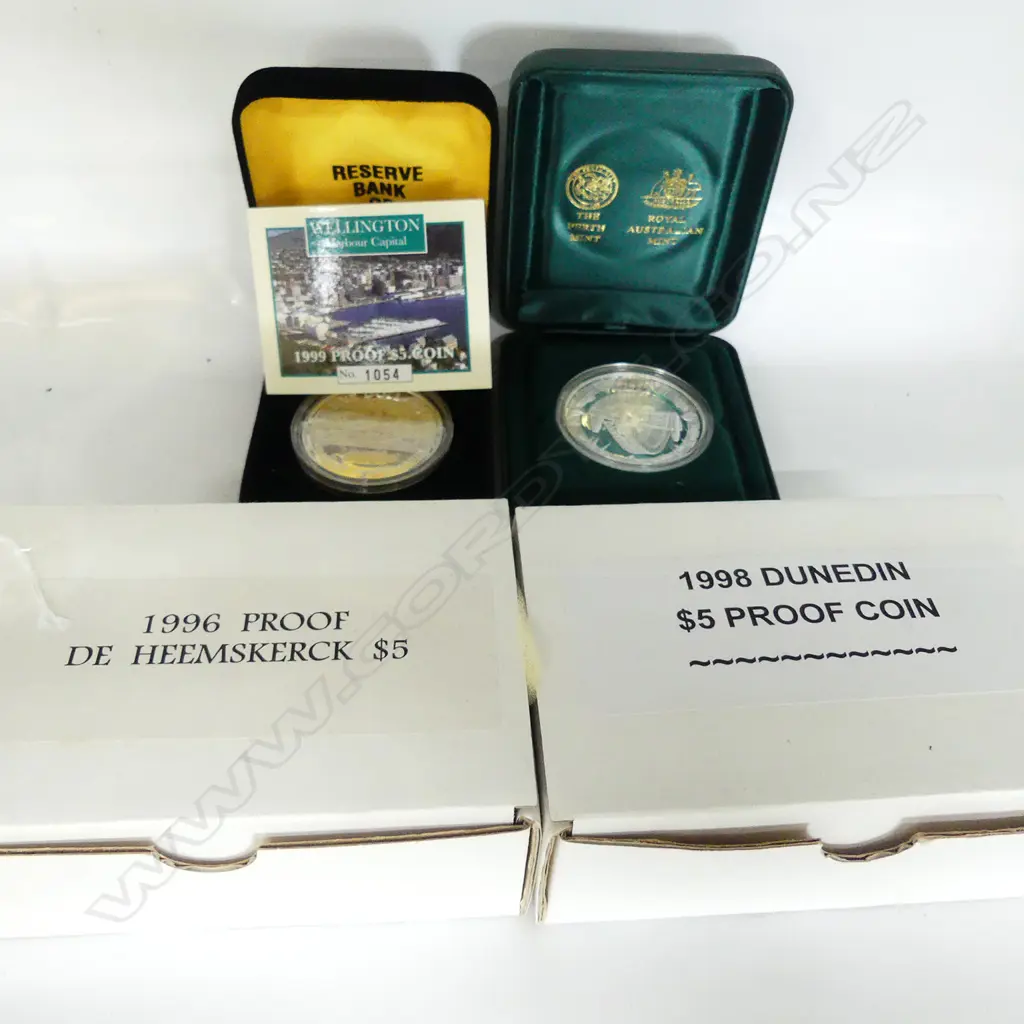 RESERVE
BANK
OF
WELLINGTON
Harbour Capital
1999 PROOF $5 COIN
No. 1054
THE
PERTH
MINT
ROYAL
AUSTRALIAN
MINT
1996 PROOF
DE HEEMSKERCK $5
1998 DUNEDIN
$5 PROOF COIN
~~~~~~~~~~~~